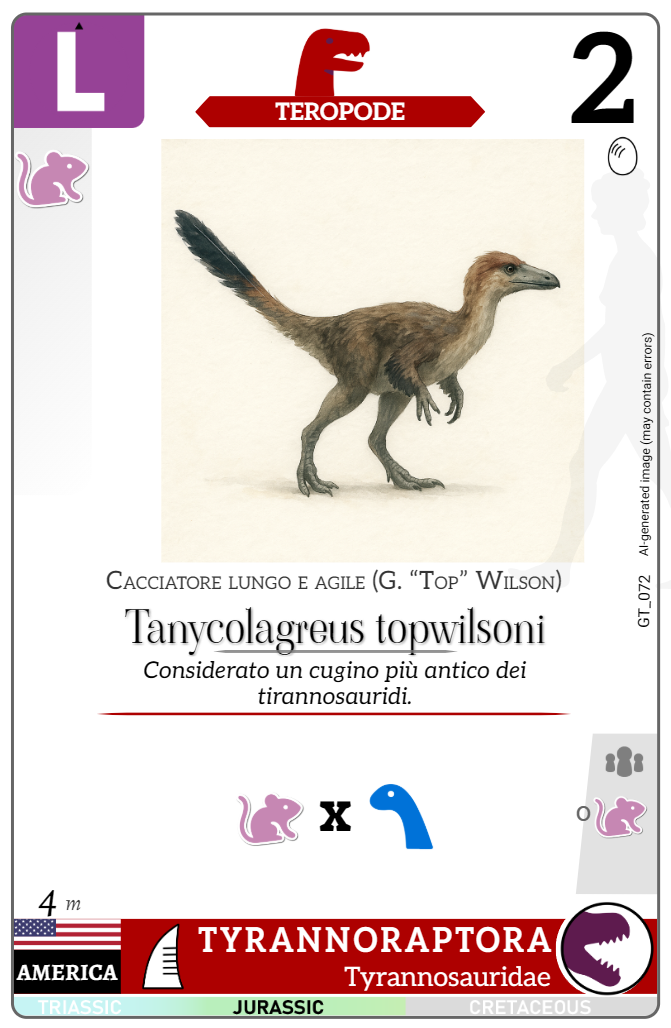 L
TEROPODE
2
AI-generated image (may contain errors)
GT_072
Cacciatore lungo e agile (G. “Top” Wilson)
Tanycolagreus topwilsoni
Considerato un cugino più antico dei
tirannosauridi.
x
o
4 m
TYRANNORAPTORA
AMERICA
Tyrannosauridae
TRIASSIC JURASSIC CRETACEOUS